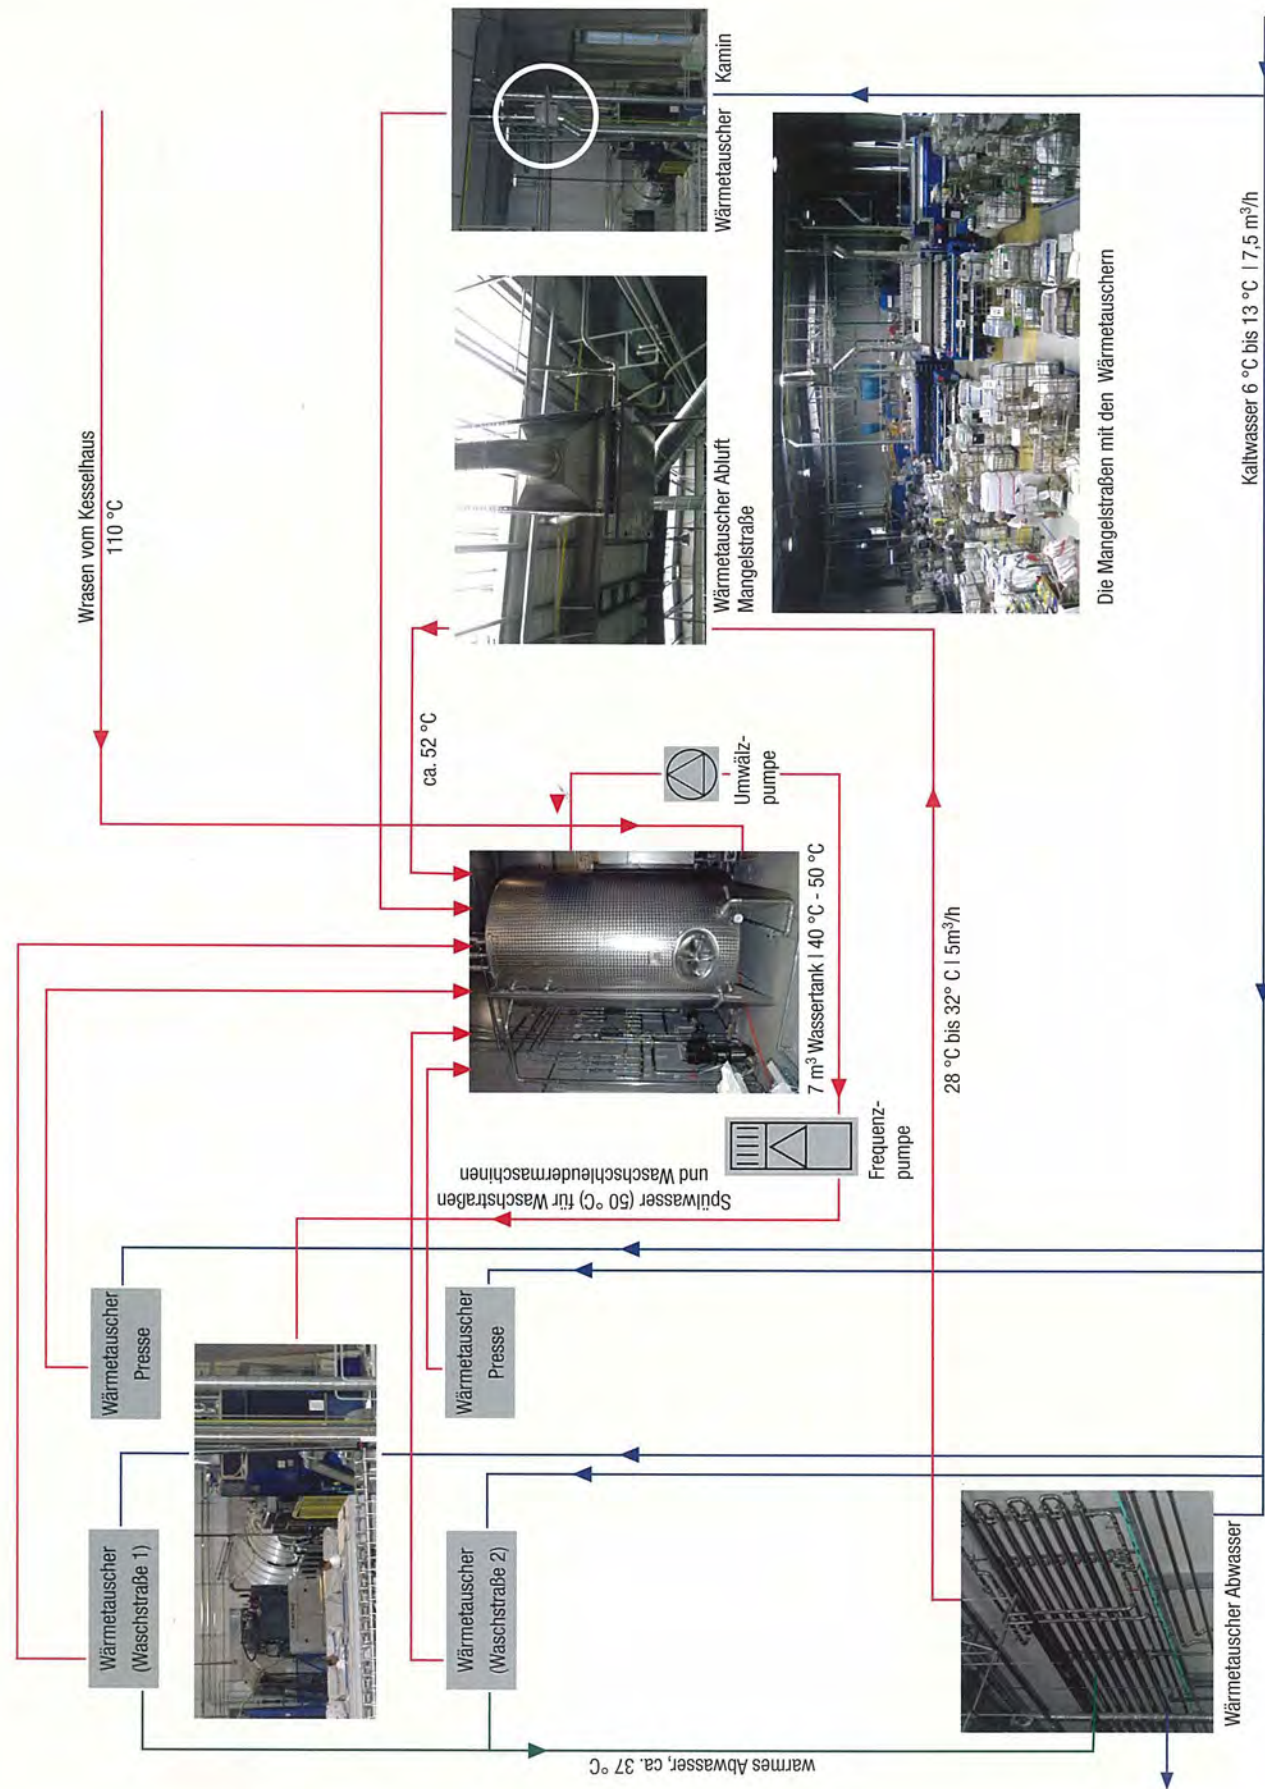 Wärmetauscher
(Waschstraße 1)
Wärmetauscher
Presse
Wrasen vom Kesselhaus
110 °C
Wärmetauscher
(Waschstraße 2)
Wärmetauscher
Presse
Spülwasser (50 °C) für Waschstraßen
und Waschschleudermaschinen
ca. 52 °C
7 m³ Wassertank | 40 °C - 50 °C
Umwälz-
pumpe
Wärmetauscher Abluft
Mangelstraße
Wärmetauscher Kamin
Frequenz-
pumpe
warmes Abwasser, ca. 37 °C
28 °C bis 32° C | 5m³/h
Die Mangelstraßen mit den Wärmetauschern
Wärmetauscher Abwasser
Kaltwasser 6 °C bis 13 °C | 7,5 m³/h